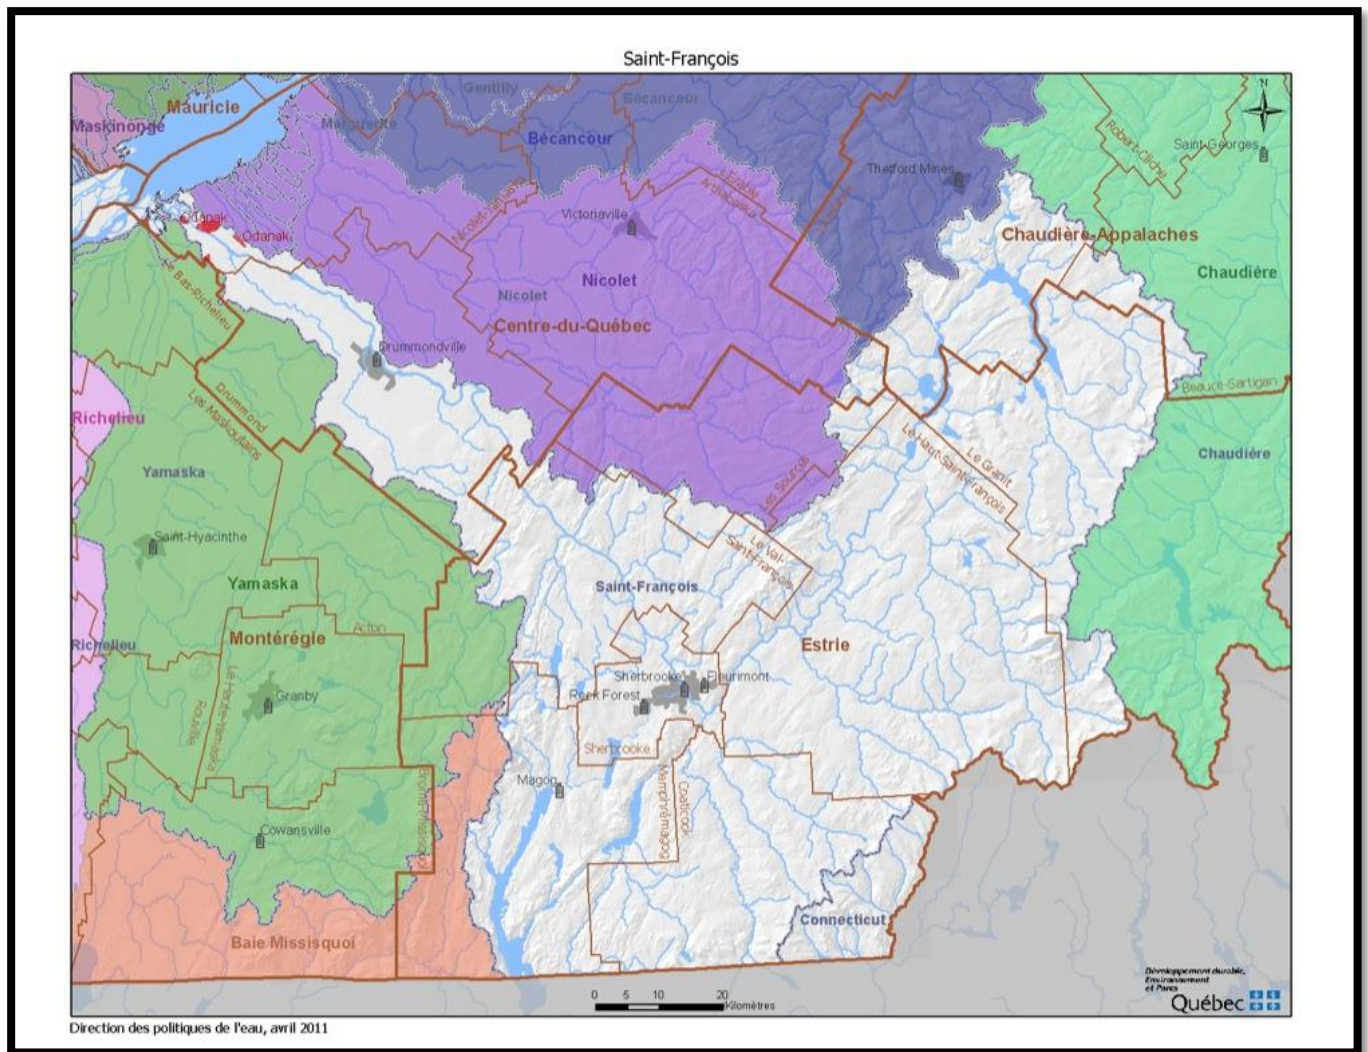 Saint-François
Mauricie
Maskinongé
Gentilly
Bécancour
Marguerite
Bécancour
Robert-Cliche
Saint-Georges
N
Thetford Mines
L'Érable
Arthabaska
Nicolet-Yamaska
Victoriaville
Odanak
Odanak
Chaudière-Appalaches
Chaudière
Le Bas-Richelieu
Nicolet
Nicolet
Centre-du-Québec
Drummondville
Beauce-Sartigan
Drummond
Les Maskoutains
Richelieu
Yamaska
Le Granit
Le Haut-Saint-François
Chaudière
Les Sources
Saint-Hyacinthe
Le Val-
Saint-François
Yamaska
Saint-François
Acton
Montérégie
Richelieu
Estrie
Sherbrooke
Fleurimont
Rock Forest
La Haute-Yamaska
Rouville
Granby
Sherbrooke
Magog
Memphrémagog
Coaticook
Brome-Missisquoi
Cowansville
Connecticut
Baie Missisquoi
Développement durable,
Environnement
et Parcs
Québec
0 5 10 20
Kilomètres
Direction des politiques de l'eau, avril 2011